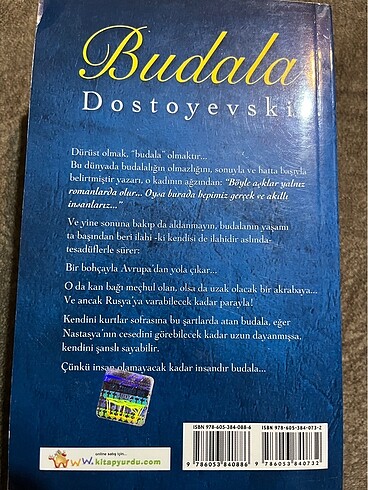 Budala
Dostoyevski
Dürüst olmak, "budala" olmaktır...
Bu dünyada budalalığın olmazlığını, sonuyla ve hatta başıyla
belirtmiştir yazarı, o kadının ağzından: "Böyle aşklar yalnız
romanlarda olur... Oysa burada hepimiz gerçek ve akıllı
insanlarız..."
Ve yine sonuna bakıp da aldanmayın, budalanın yaşamı
ta başından beri ilahi -ki kendisi de ilahidir aslında-
tesadüflerle sürer:
Bir bohçayla Avrupa'dan yola çıkar...
O da kan bağı meçhul olan, olsa da uzak olacak bir akrabaya...
Ve ancak Rusya'ya varabilecek kadar parayla!
Kendini kurtlar sofrasına bu şartlarda atan budala, eğer
Nastasya'nın cesedini görebilecek kadar uzun dayanmışsa,
kendini şanslı sayabilir.
Çünkü insan olamayacak kadar insandır budala...
online satış için...
www.kitapyurdu.com
ISBN 978-605-384-088-6
9 786053 840886
ISBN 978-605-384-073-2
9 786053 840732